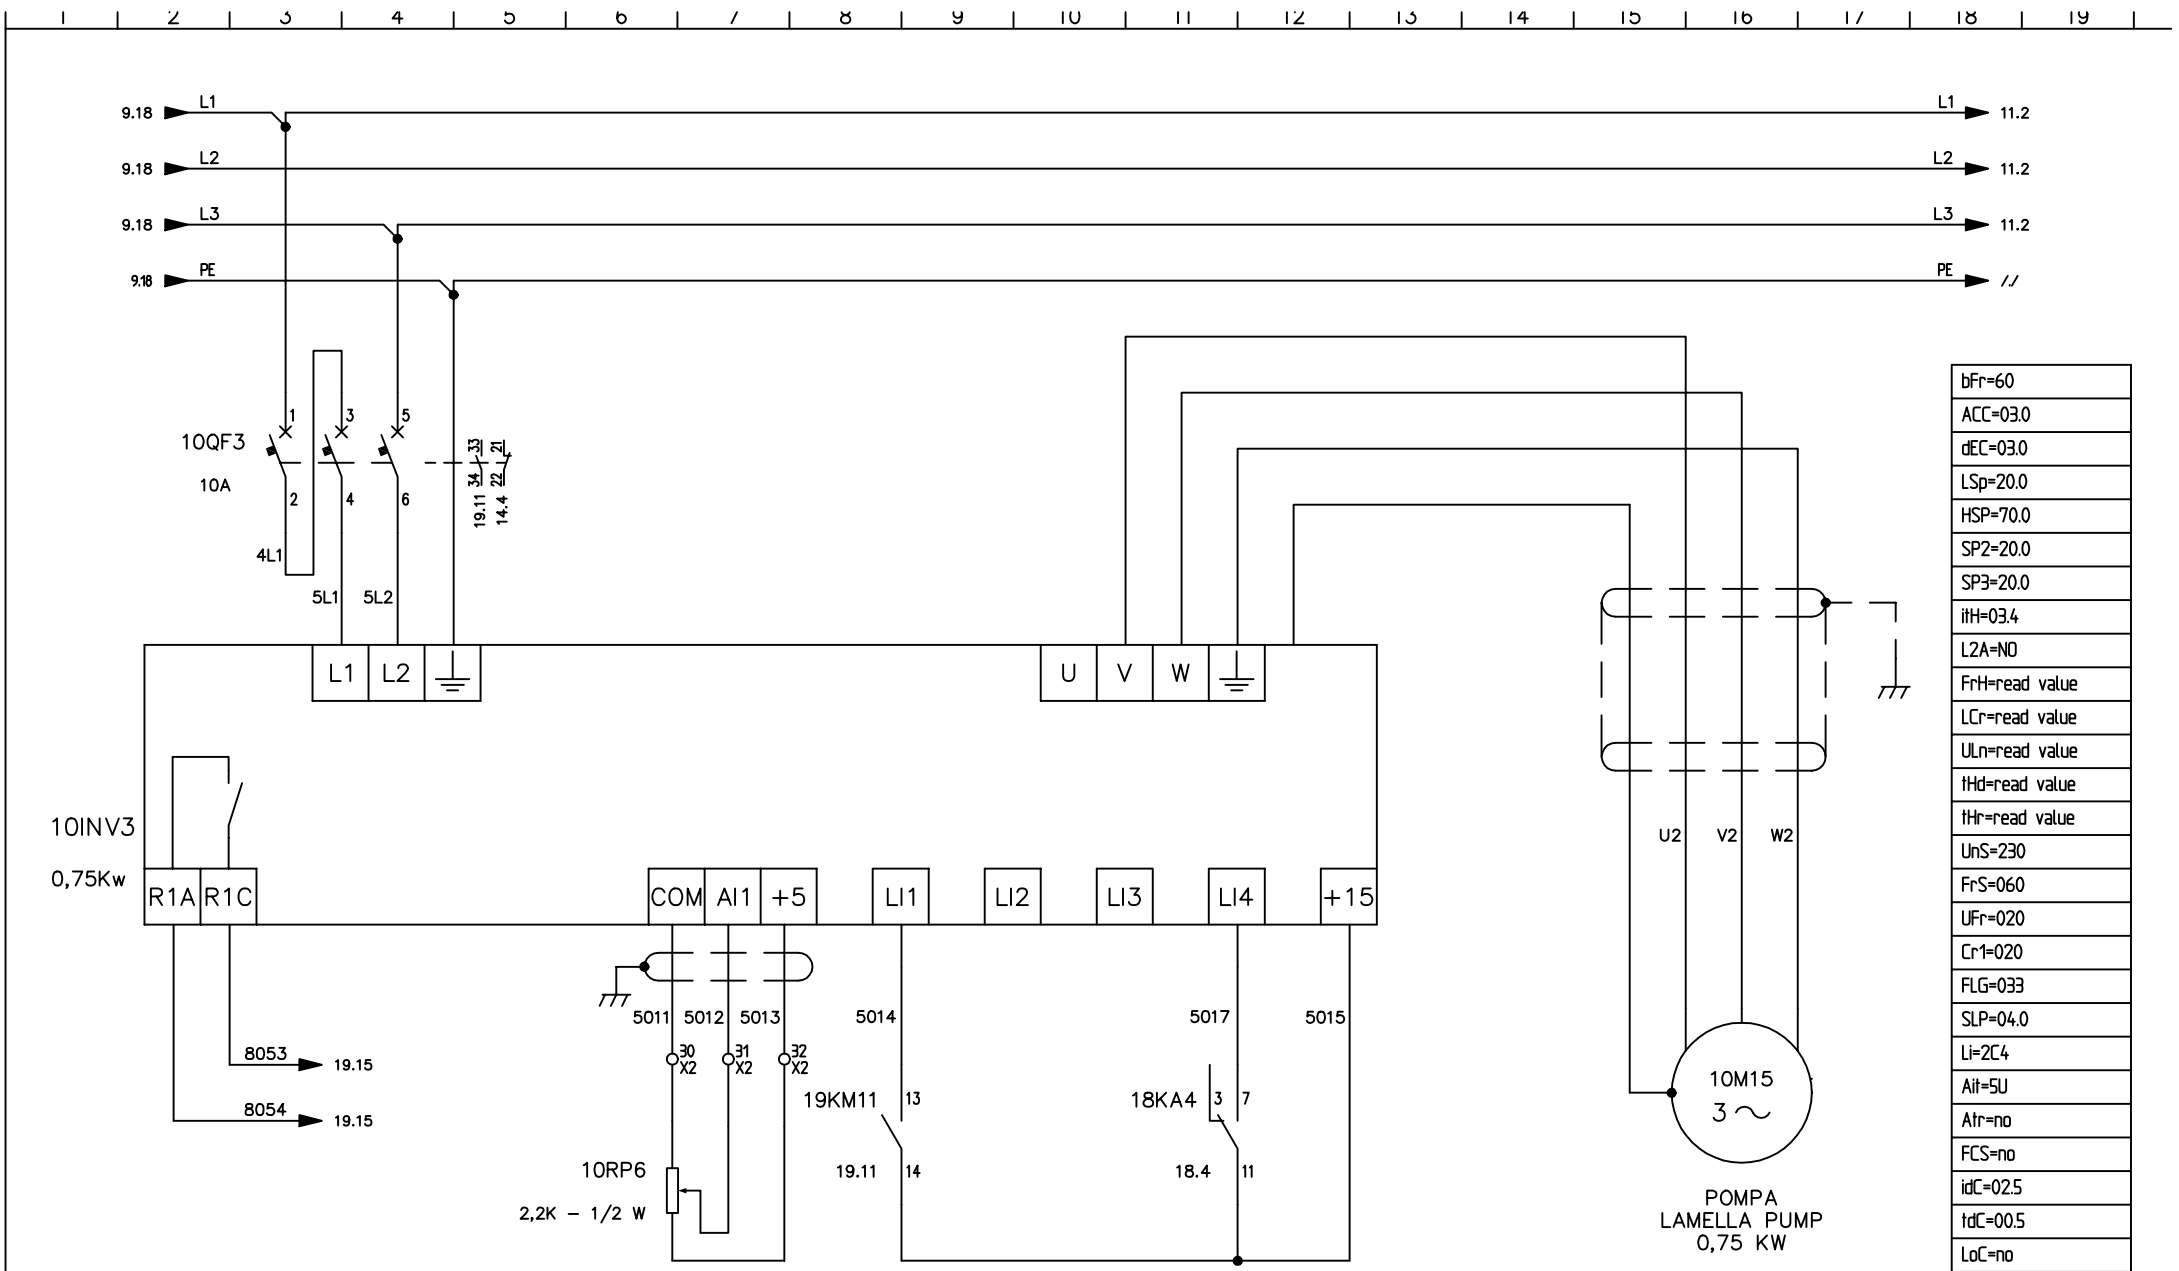 1 2 3 4 5 6 7 8 9 10 11 12 13 14 15 16 17 18 19
9.18 L1 L1 11.2
9.18 L2 L2 11.2
9.18 L3 L3 11.2
9.18 PE PE /./
10QF3
10A
1 3 5
2 4 6
33 21
34 22
19.11 14.4
4L1
5L1 5L2
L1 L2
U V W
10INV3
0,75Kw
R1A R1C COM AI1 +5 LI1 LI2 LI3 LI4 +15
5011 5012 5013 5014 5017 5015
8053 19.15
8054 19.15
30 31 32
X2 X2 X2
19KM11 13
19.11 14
18KA4 3 7
18.4 11
10RP6
2,2K - 1/2 W
U2 V2 W2
10M15
3
POMPA
LAMELLA PUMP
0,75 KW
bFr=60
ACC=03.0
dEC=03.0
LSp=20.0
HSP=70.0
SP2=20.0
SP3=20.0
itH=03.4
L2A=NO
FrH=read value
LCr=read value
ULn=read value
tHd=read value
tHr=read value
UnS=230
FrS=060
UFr=020
Cr1=020
FLG=033
SLP=04.0
Li=2C4
Ait=5U
Atr=no
FCS=no
idC=02.5
tdC=00.5
LoC=no